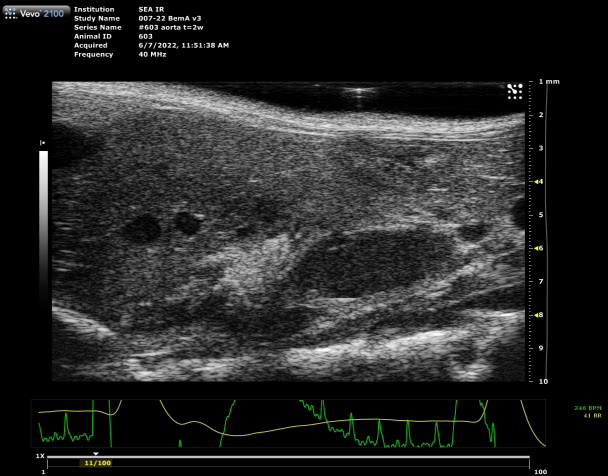 Vevo 2100
Institution SEA IR
Study Name 007-22 BemA v3
Series Name #603 aorta t=2w
Animal ID 603
Acquired 6/7/2022, 11:51:38 AM
Frequency 40 MHz
1 mm
2
3
4
5
6
7
8
9
10
246 BPM
41 RR
1X
11/100
1
100